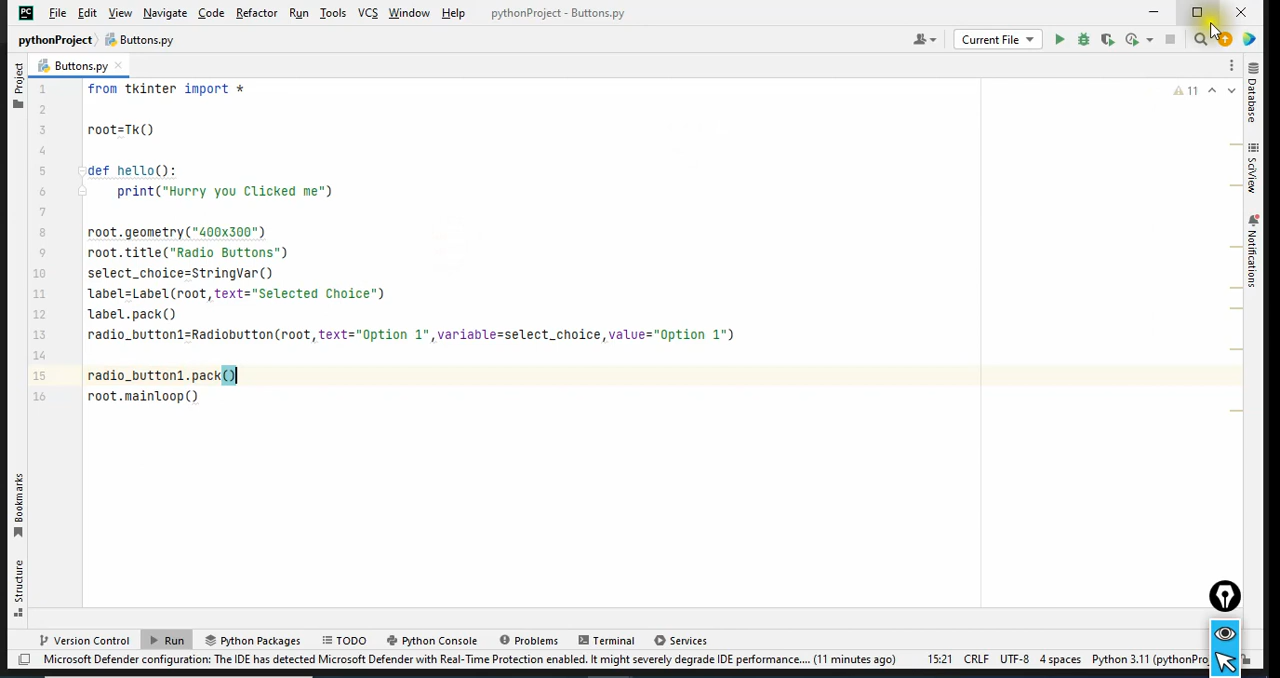 PC File Edit View Navigate Code Refactor Run Tools VCS Window Help pythonProject - Buttons.py
pythonProject Buttons.py Current File
Project Buttons.py
1 from tkinter import * 11
2
3 root=Tk()
4
5 def hello():
6 print("Hurry you Clicked me")
7
8 root.geometry("400x300")
9 root.title("Radio Buttons")
10 select_choice=StringVar()
11 label=Label(root,text="Selected Choice")
12 label.pack()
13 radio_button1=Radiobutton(root,text="Option 1",variable=select_choice,value="Option 1")
14
15 radio_button1.pack()
16 root.mainloop()
Database
SciView
Notifications
Bookmarks
Structure
Version Control Run Python Packages TODO Python Console Problems Terminal Services
Microsoft Defender configuration: The IDE has detected Microsoft Defender with Real-Time Protection enabled. It might severely degrade IDE performance.... (11 minutes ago) 15:21 CRLF UTF-8 4 spaces Python 3.11 (pythonPro